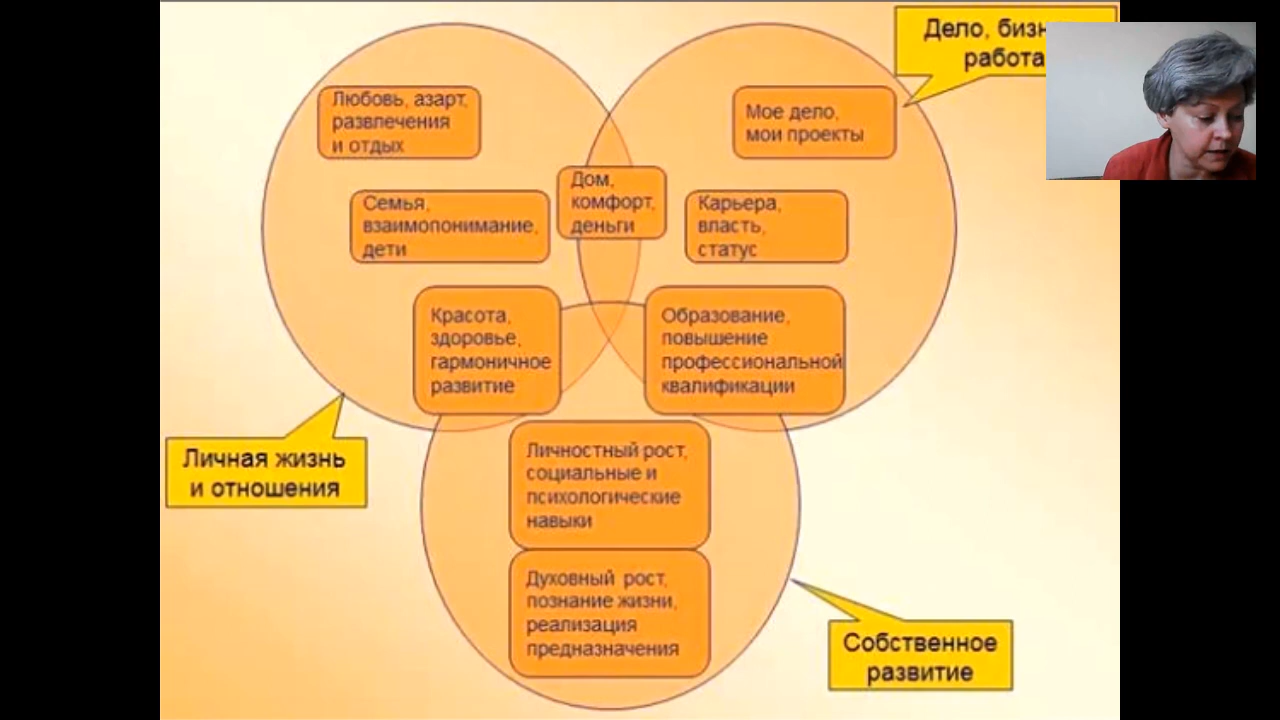 Дело, 
работа
Любовь, азарт,
развлечения
и отдых
Мое дело,
мои проекты
Дом,
комфорт,
деньги
Семья,
взаимопонимание,
дети
Карьера,
власть,
статус
Красота,
здоровье,
гармоничное
развитие
Образование,
повышение
профессиональной
квалификации
Личная жизнь
и отношения
Личностный рост,
социальные и
психологические
навыки
Духовный рост,
познание жизни,
реализация
предназначения
Собственное
развитие